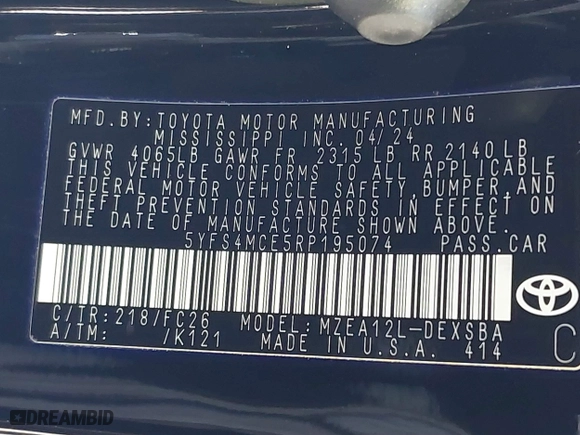 MFD.BY:TOYOTA MOTOR MANUFACTURING
MISSISSIPPI INC. 04/24
GVWR 4065LB GAWR FR 2315LB RR 2140LB
THIS VEHICLE CONFORMS TO ALL APPLICABLE
FEDERAL MOTOR VEHICLE SAFETY,BUMPER,AND
THEFT PREVENTION STANDARDS IN EFFECT ON
THE DATE OF MANUFACTURE SHOWN ABOVE.
5YFS4MCE5RP195074 PASS.CAR
C/TR:218/FC26 MODEL:MZEA12L-DEXSBA
A/TM: /K121 MADE IN U.S.A. 414
C
DREAMBID